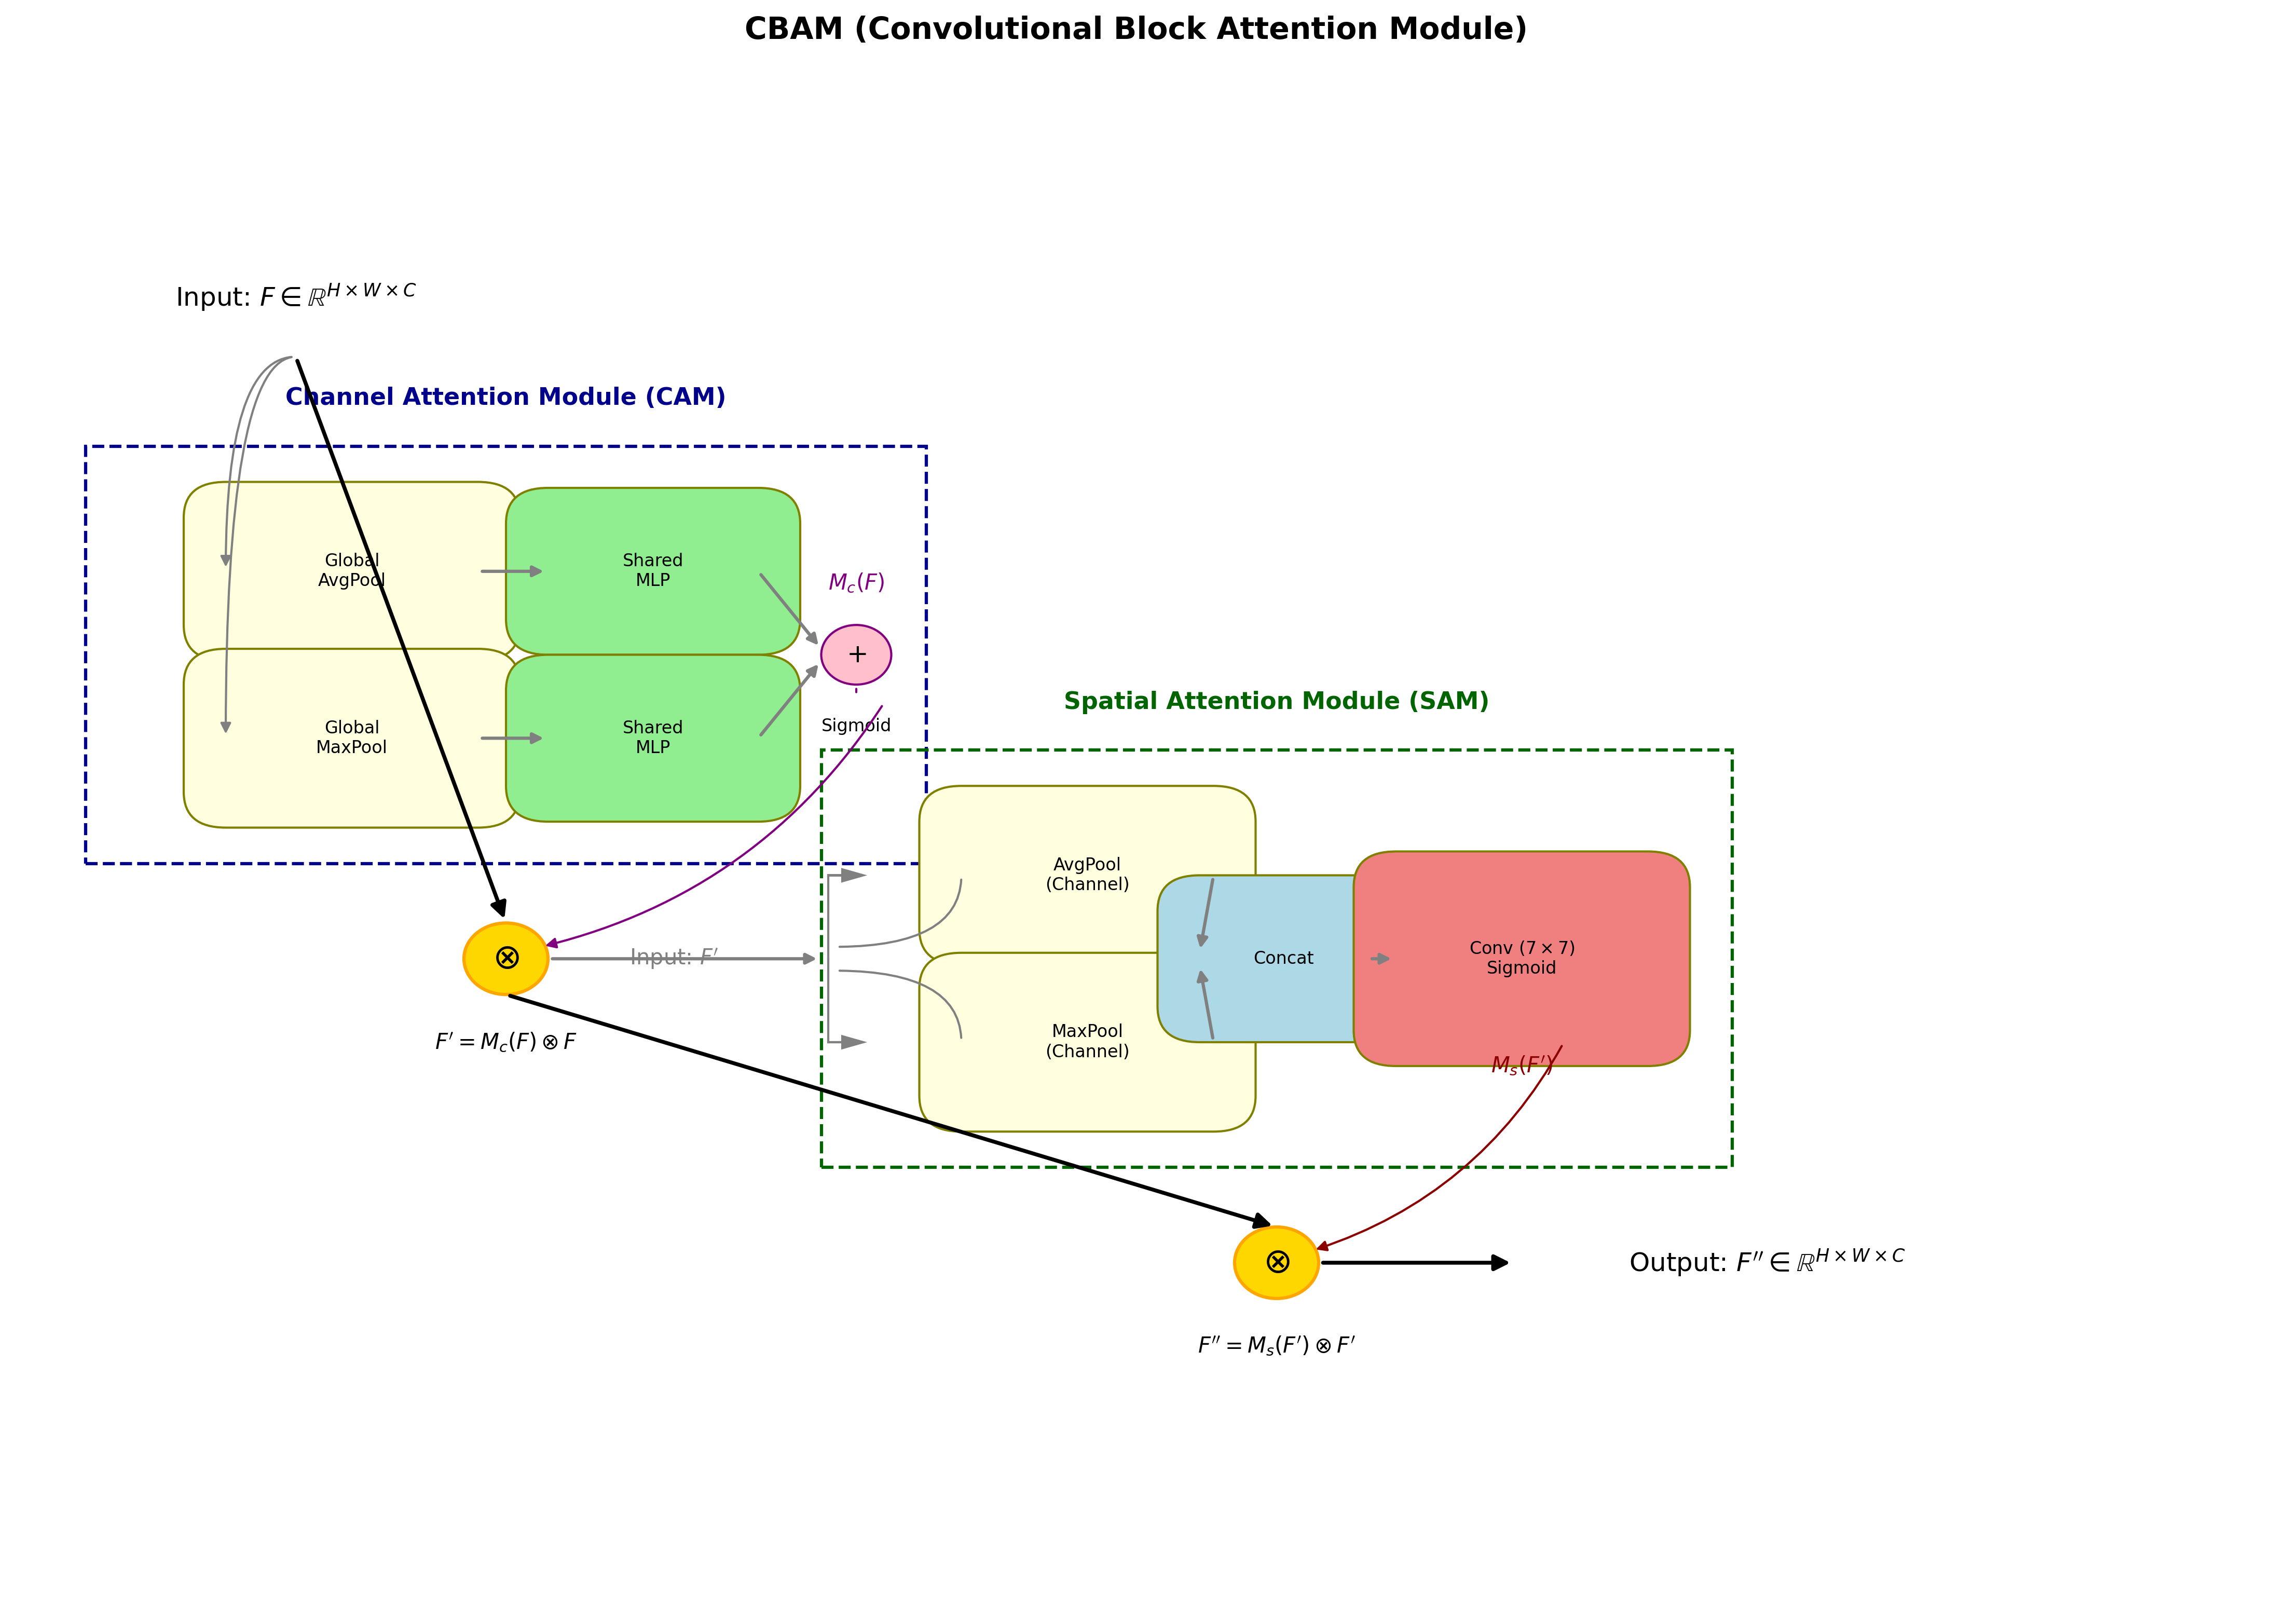 CBAM (Convolutional Block Attention Module)
Input: $F \in \mathbb{R}^{H \times W \times C}$
Channel Attention Module (CAM)
Global
AvgPool
Shared
MLP
$M_c(F)$
+
Global
MaxPool
Shared
MLP
Sigmoid
Spatial Attention Module (SAM)
AvgPool
(Channel)
⊗
Input: $F'$
Concat
Conv ($7 \times 7$)
Sigmoid
$F' = M_c(F) \otimes F$
MaxPool
(Channel)
$M_s(F')$
⊗
Output: $F'' \in \mathbb{R}^{H \times W \times C}$
$F'' = M_s(F') \otimes F'$